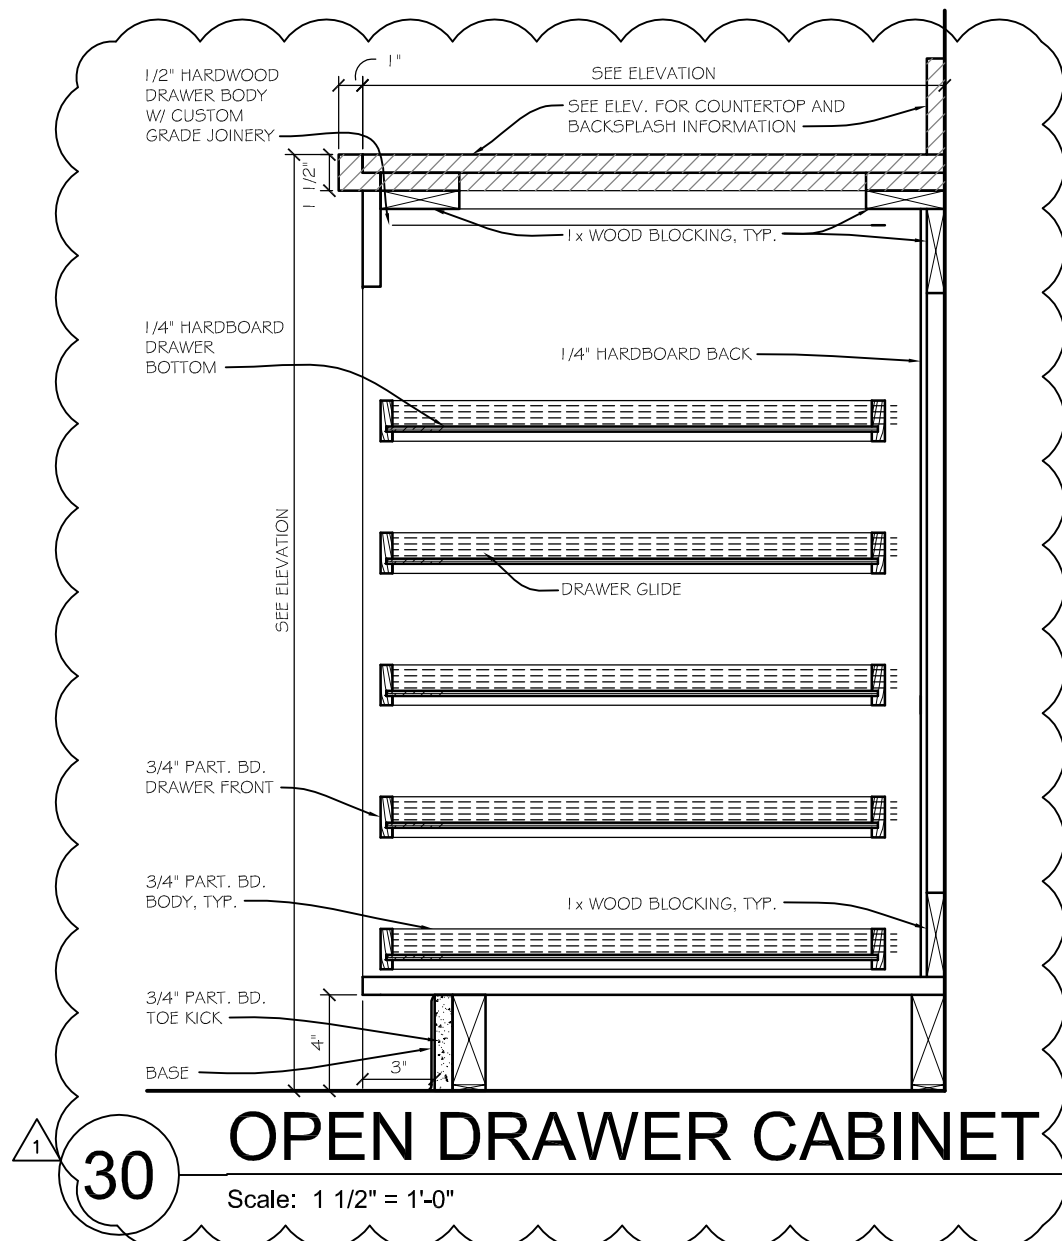 1/2" HARDWOOD
DRAWER BODY
W/ CUSTOM
GRADE JOINERY
1"
SEE ELEVATION
SEE ELEV. FOR COUNTERTOP AND
BACKSPLASH INFORMATION
1 1/2"
1x WOOD BLOCKING, TYP.
1/4" HARDBOARD
DRAWER
BOTTOM
1/4" HARDBOARD BACK
SEE ELEVATION
DRAWER GLIDE
3/4" PART. BD.
DRAWER FRONT
3/4" PART. BD.
BODY, TYP.
1x WOOD BLOCKING, TYP.
3/4" PART. BD.
TOE KICK
4"
3"
BASE
1
30
OPEN DRAWER CABINET
Scale: 1 1/2" = 1'-0"